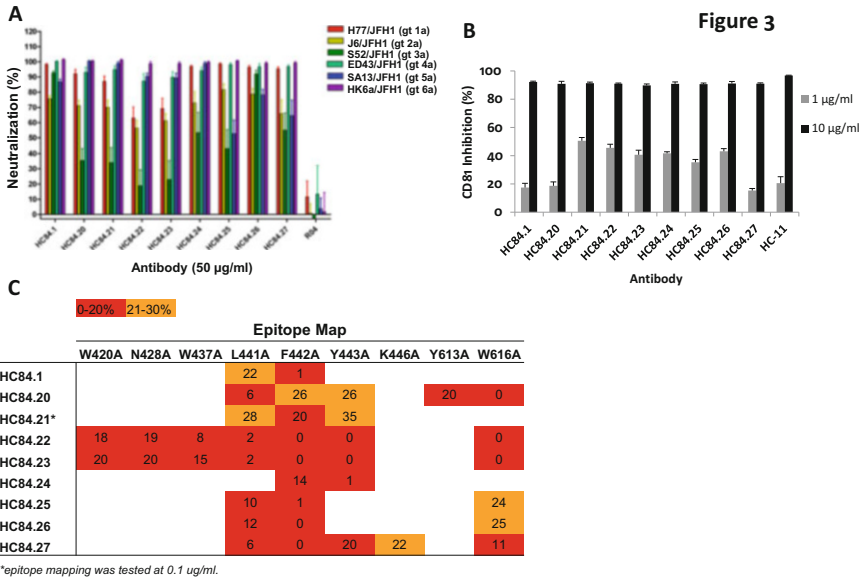 Figure 3
A
H77/JFH1 (gt 1a)
J6/JFH1 (gt 2a)
S52/JFH1 (gt 3a)
ED43/JFH1 (gt 4a)
SA13/JFH1 (gt 5a)
HK6a/JFH1 (gt 6a)
Neutralization (%)
120
110
100
90
80
70
60
50
40
30
20
10
0
HC84.1 HC84.20 HC84.21 HC84.22 HC84.23 HC84.24 HC84.25 HC84.26 HC84.27 R04
Antibody (50 µg/ml)
B
CD81 Inhibition (%)
100
80
60
40
20
0
1 µg/ml
10 µg/ml
HC84.1 HC84.20 HC84.21 HC84.22 HC84.23 HC84.24 HC84.25 HC84.26 HC84.27 HC-11
Antibody
C
0-20% 21-30%
Epitope Map
W420A N428A W437A L441A F442A Y443A K446A Y613A W616A
HC84.1 22 1
HC84.20 6 26 26 20 0
HC84.21* 28 20 35
HC84.22 18 19 8 2 0 0 0
HC84.23 20 20 15 2 0 0 0
HC84.24 14 1
HC84.25 10 1 24
HC84.26 12 0 25
HC84.27 6 0 20 22 11
*epitope mapping was tested at 0.1 ug/ml.